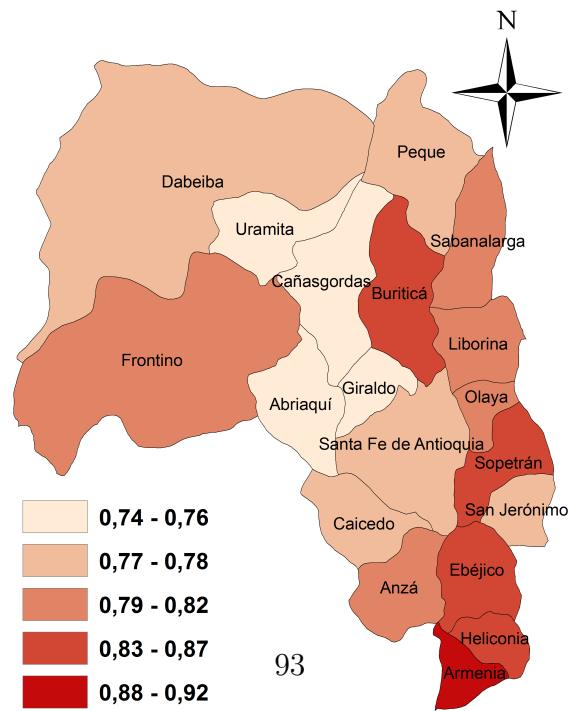 N
Peque
Dabeiba
Uramita
Sabanalarga
Cañasgordas
Buriticá
Liborina
Frontino
Giraldo
Olaya
Abriaquí
Santa Fe de Antioquia
Sopetrán
San Jerónimo
Caicedo
Ebéjico
Anzá
Heliconia
Armenia
0,74 - 0,76
0,77 - 0,78
0,79 - 0,82
0,83 - 0,87
0,88 - 0,92
93